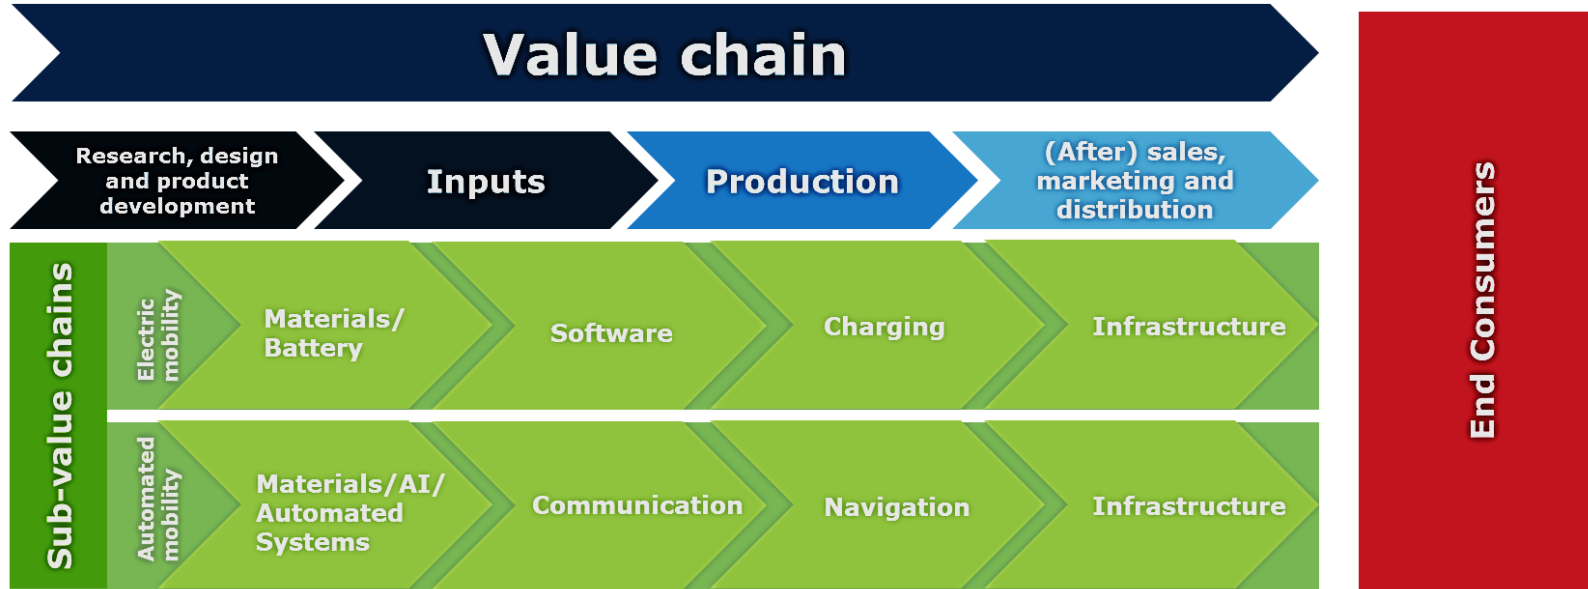 Value chain
Research, design
and product
development
Inputs
Production
(After) sales,
marketing and
distribution
Sub-value chains
Electric
mobility
Materials/
Battery
Software
Charging
Infrastructure
Automated
mobility
Materials/AI/
Automated
Systems
Communication
Navigation
Infrastructure
End Consumers